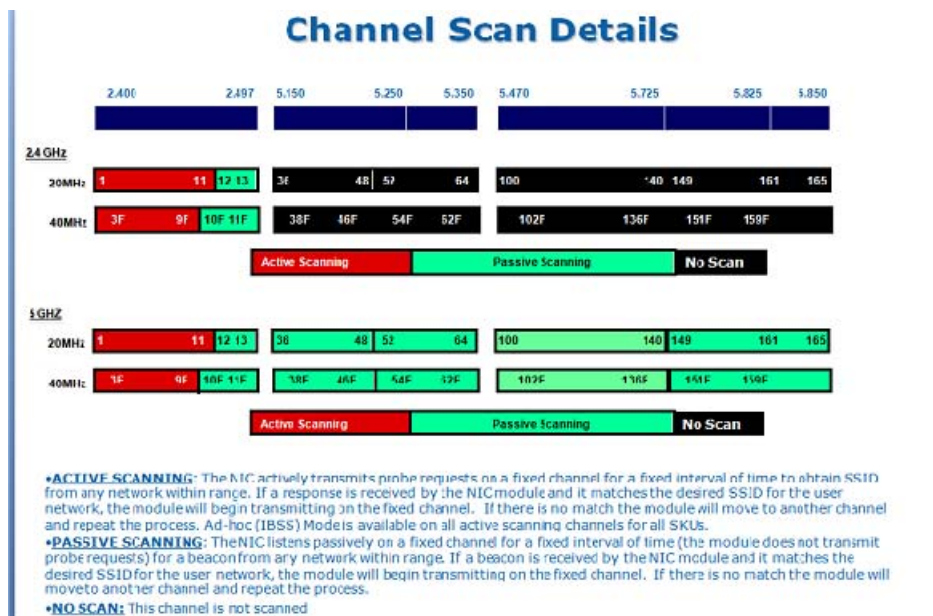 Channel Scan Details
2.400 2.497 5.150 5.250 5.350 5.470 5.725 5.825 5.850
2.4 GHz
20MHz 1 11 12 13 36 48 52 64 100 140 149 161 165
40MHz 3F 9F 10F 11F 38F 46F 54F 62F 102F 136F 151F 159F
Active Scanning Passive Scanning No Scan
5 GHZ
20MHz 1 11 12 13 36 48 52 64 100 140 149 161 165
40MHz 3F 9F 10F 11F 38F 46F 54F 62F 102F 136F 151F 159F
Active Scanning Passive Scanning No Scan
•ACTIVE SCANNING: The NIC actively transmits probe requests on a fixed channel for a fixed interval of time to obtain SSID
from any network within range. If a response is received by the NIC module and it matches the desired SSID for the user
network, the module will begin transmitting on the fixed channel. If there is no match the module will move to another channel
and repeat the process. Ad-hoc (IBSS) Mode is available on all active scanning channels for all SKUs.
•PASSIVE SCANNING: The NIC listens passively on a fixed channel for a fixed interval of time (the module does not transmit
probe requests) for a beacon from any network within range. If a beacon is received by the NIC module and it matches the
desired SSID for the user network, the module will begin transmitting on the fixed channel. If there is no match the module will
move to another channel and repeat the process.
•NO SCAN: This channel is not scanned